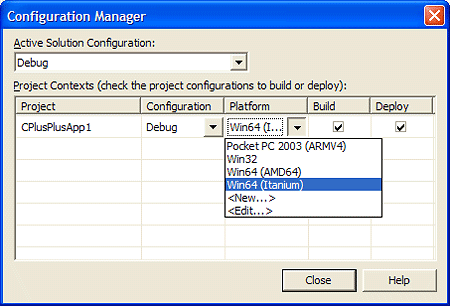 Configuration Manager
Active Solution Configuration:
Debug
Project Contexts (check the project configurations to build or deploy):
Project Configuration Platform Build Deploy
CPlusPlusApp1 Debug Win64 (I...
Pocket PC 2003 (ARMV4)
Win32
Win64 (AMD64)
Win64 (Itanium)
<New...>
<Edit...>
Close Help